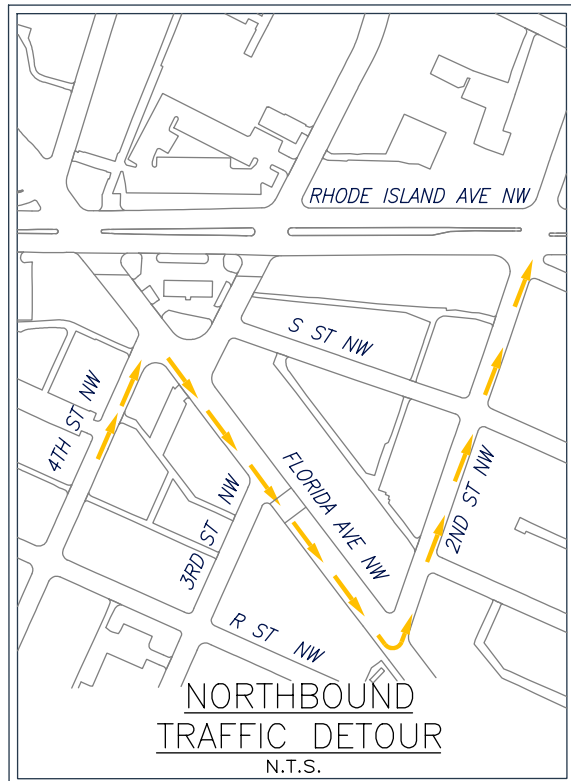 RHODE ISLAND AVE NW
S ST NW
4TH ST NW
FLORIDA AVE NW
2ND ST NW
3RD ST NW
R ST NW
NORTHBOUND
TRAFFIC DETOUR
N.T.S.